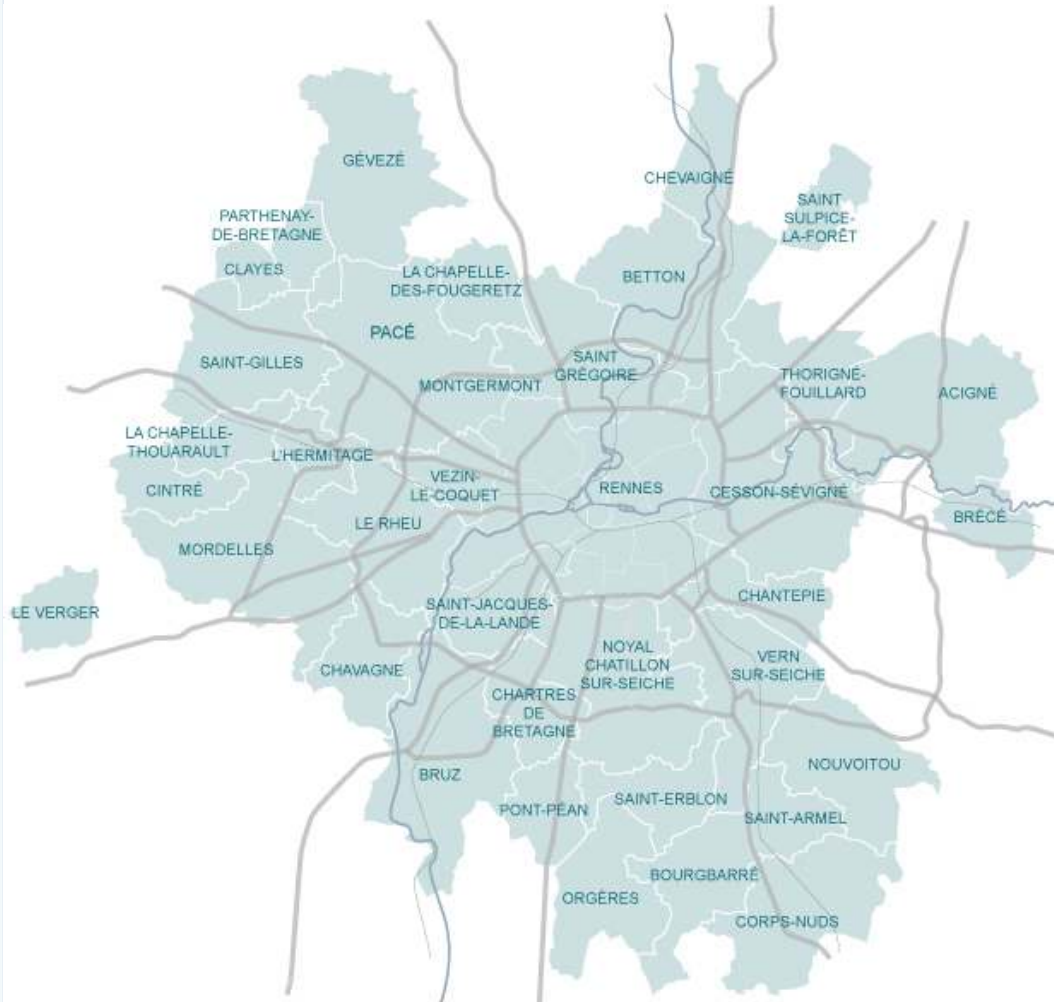 GÉVEZÉ
CHEVAIGNÉ
SAINT
SULPICE-
LA-FORÊT
PARTHENAY-
DE-BRETAGNE
CLAYES
LA CHAPELLE-
DES-FOUGERETZ
BETTON
PACÉ
SAINT-GILLES
MONTGERMONT
SAINT
GRÉGOIRE
THORIGNÉ-
FOUILLARD
ACIGNÉ
LA CHAPELLE-
THOUARAULT
L'HERMITAGE
CINTRÉ
VEZIN-
LE-COQUET
RENNES
CESSON-SÉVIGNÉ
BRÉCÉ
LE RHEU
MORDELLES
LE VERGER
SAINT-JACQUES-
DE-LA-LANDE
CHANTEPIE
CHAVAGNE
NOYAL
CHATILLON
SUR-SEICHE
VERN
SUR-SEICHE
CHARTRES
DE
BRETAGNE
BRUZ
NOUVOITOU
PONT-PÉAN
SAINT-ERBLON
SAINT-ARMEL
ORGÈRES
BOURGBARRÉ
CORPS-NUDS